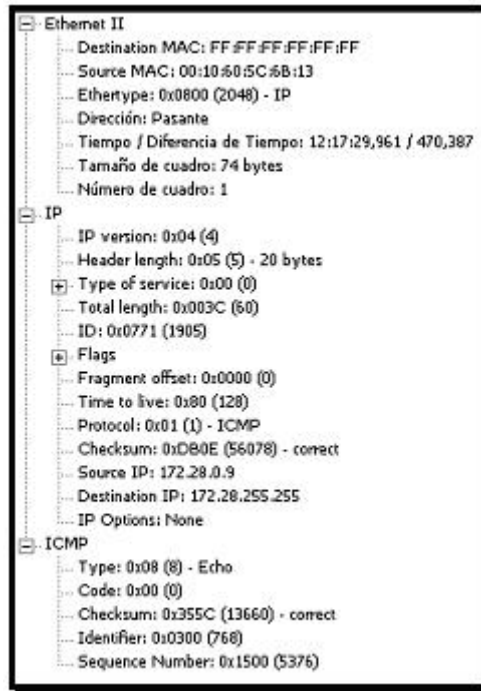 Ethernet II
Destination MAC: FF:FF:FF:FF:FF:FF
Source MAC: 00:10:60:5C:6B:13
Ethertype: 0x0800 (2048) - IP
Dirección: Pasante
Tiempo / Diferencia de Tiempo: 12:17:29,961 / 470,387
Tamaño de cuadro: 74 bytes
Número de cuadro: 1
IP
IP version: 0x04 (4)
Header length: 0x05 (5) - 20 bytes
Type of service: 0x00 (0)
Total length: 0x003C (60)
ID: 0x0771 (1905)
Flags
Fragment offset: 0x0000 (0)
Time to live: 0x80 (128)
Protocol: 0x01 (1) - ICMP
Checksum: 0xDB0E (56078) - correct
Source IP: 172.28.0.9
Destination IP: 172.28.255.255
IP Options: None
ICMP
Type: 0x08 (8) - Echo
Code: 0x00 (0)
Checksum: 0x355C (13660) - correct
Identifier: 0x0300 (768)
Sequence Number: 0x1500 (5376)